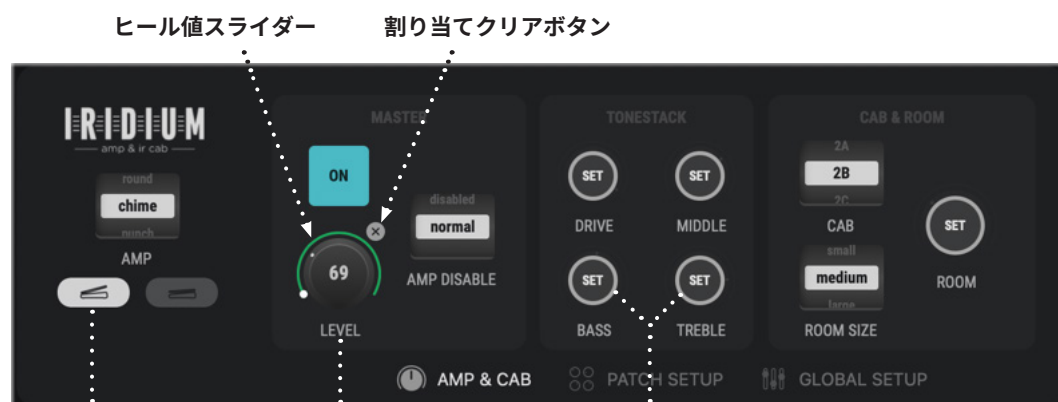 ヒール値スライダー
割り当てクリアボタン
IRIDIUM
amp & ir cab
round
chime
punch
AMP
MASTER
ON
69
LEVEL
disabled
normal
AMP DISABLE
TONESTACK
SET
DRIVE
SET
MIDDLE
SET
BASS
SET
TREBLE
CAB & ROOM
2A
2B
2C
CAB
small
medium
large
ROOM SIZE
SET
ROOM
AMP & CAB
PATCH SETUP
GLOBAL SETUP